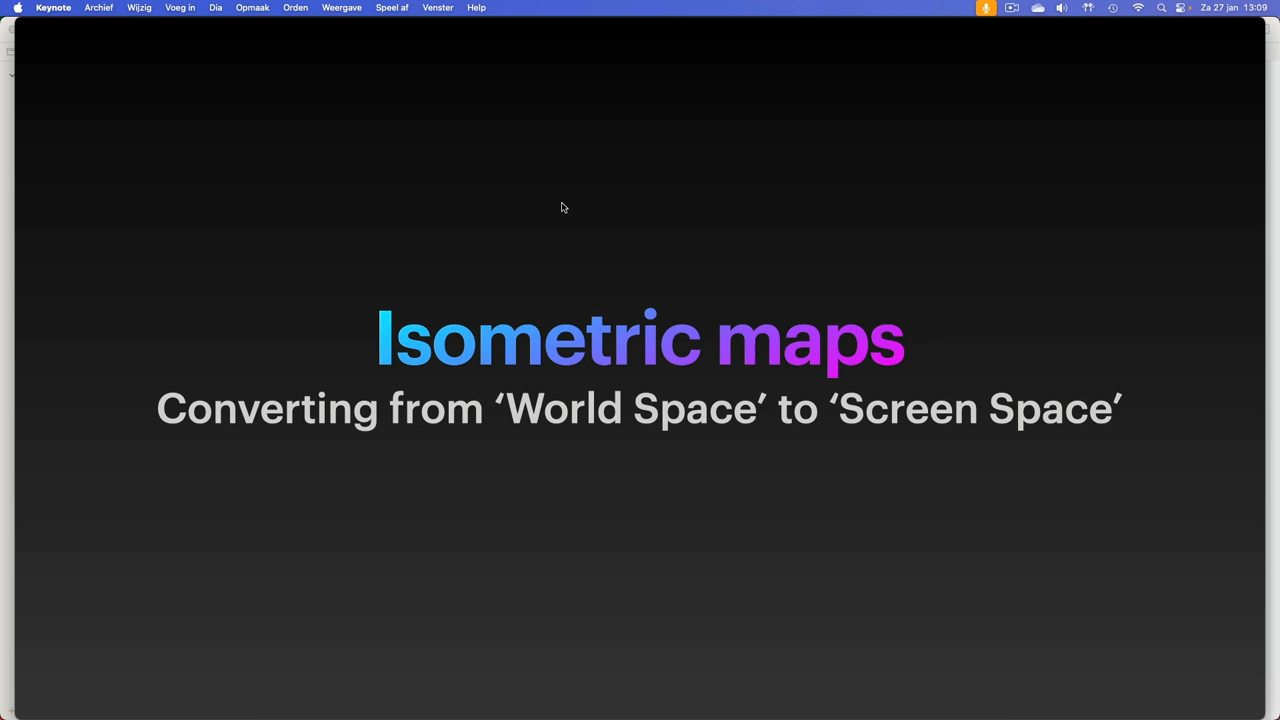 Keynote Archief Wijzig Voeg in Dia Opmaak Orden Weergave Speel af Venster Help Za 27 jan 13:09
Isometric maps
Converting from ‘World Space’ to ‘Screen Space’